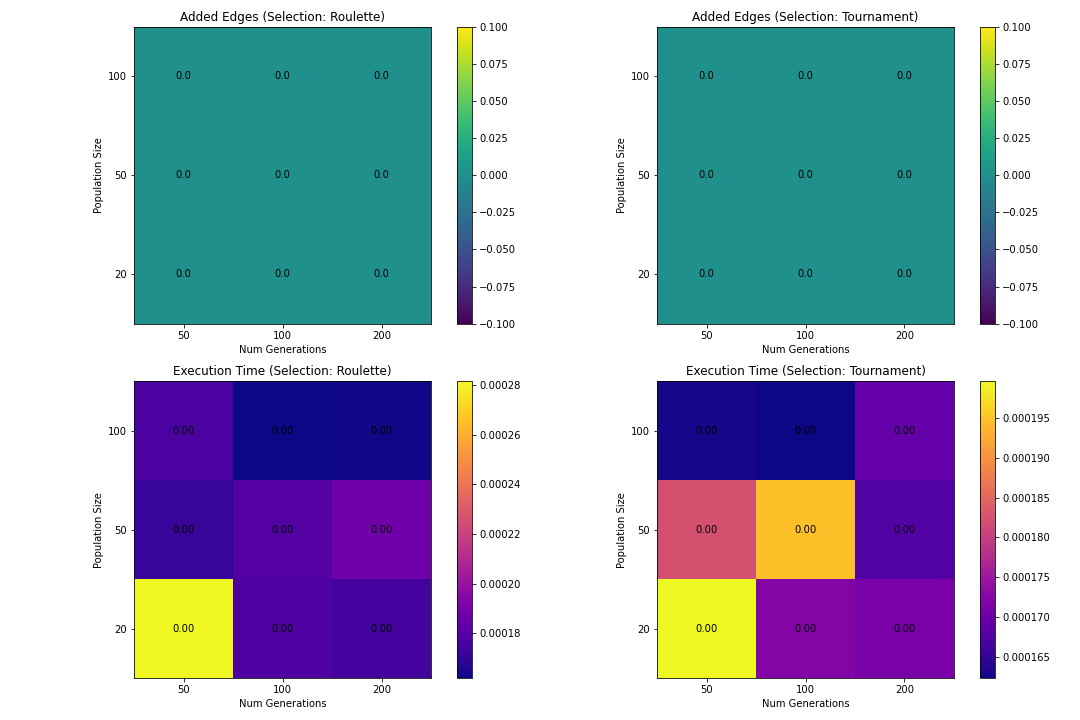 Added Edges (Selection: Roulette)
Added Edges (Selection: Tournament)
100
50
20
Population Size
0.0 0.0 0.0
0.0 0.0 0.0
0.0 0.0 0.0
50 100 200
Num Generations
0.100
0.075
0.050
0.025
0.000
−0.025
−0.050
−0.075
−0.100
100
50
20
Population Size
0.0 0.0 0.0
0.0 0.0 0.0
0.0 0.0 0.0
50 100 200
Num Generations
0.100
0.075
0.050
0.025
0.000
−0.025
−0.050
−0.075
−0.100
Execution Time (Selection: Roulette)
Execution Time (Selection: Tournament)
100
50
20
Population Size
0.00 0.00 0.00
0.00 0.00 0.00
0.00 0.00 0.00
50 100 200
Num Generations
0.00028
0.00026
0.00024
0.00022
0.00020
0.00018
100
50
20
Population Size
0.00 0.00 0.00
0.00 0.00 0.00
0.00 0.00 0.00
50 100 200
Num Generations
0.000195
0.000190
0.000185
0.000180
0.000175
0.000170
0.000165